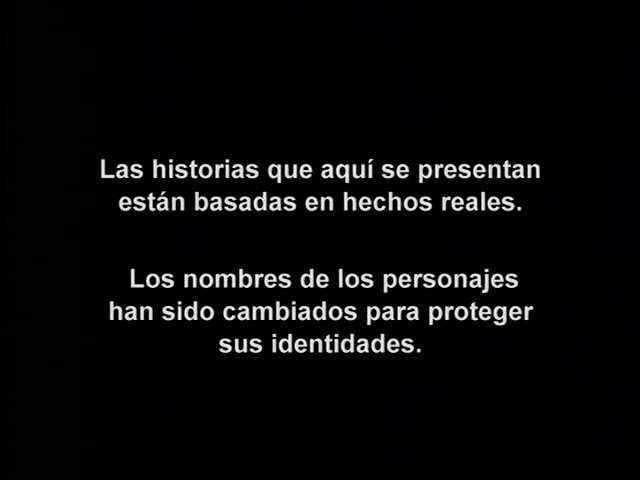 Las historias que aquí se presentan
están basadas en hechos reales.
Los nombres de los personajes
han sido cambiados para proteger
sus identidades.